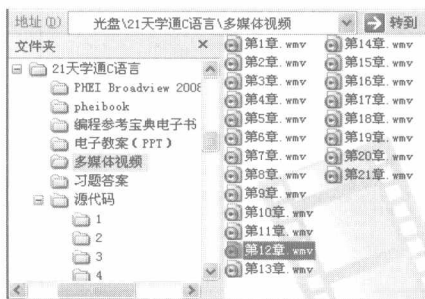 地址(D) 光盘\21天学通C语言\多媒体视频 转到
文件夹 ×
21天学通C语言
PHEI Broadview 2008
pheibook
编程参考宝典电子书
电子教案(PPT)
多媒体视频
习题答案
源代码
1
2
3
4
第1章.wmv
第2章.wmv
第3章.wmv
第4章.wmv
第5章.wmv
第6章.wmv
第7章.wmv
第8章.wmv
第9章.wmv
第10章.wmv
第11章.wmv
第12章.wmv
第13章.wmv
第14章.wmv
第15章.wmv
第16章.wmv
第17章.wmv
第18章.wmv
第19章.wmv
第20章.wmv
第21章.wmv